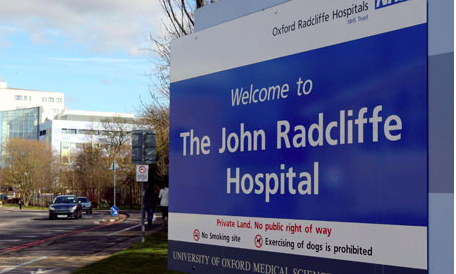 Oxford Radcliffe Hospitals
NHS Trust
Welcome to
The John Radcliffe
Hospital
Private Land. No public right of way
No Smoking site
Exercising of dogs is prohibited
UNIVERSITY OF OXFORD MEDICAL SCIENCES